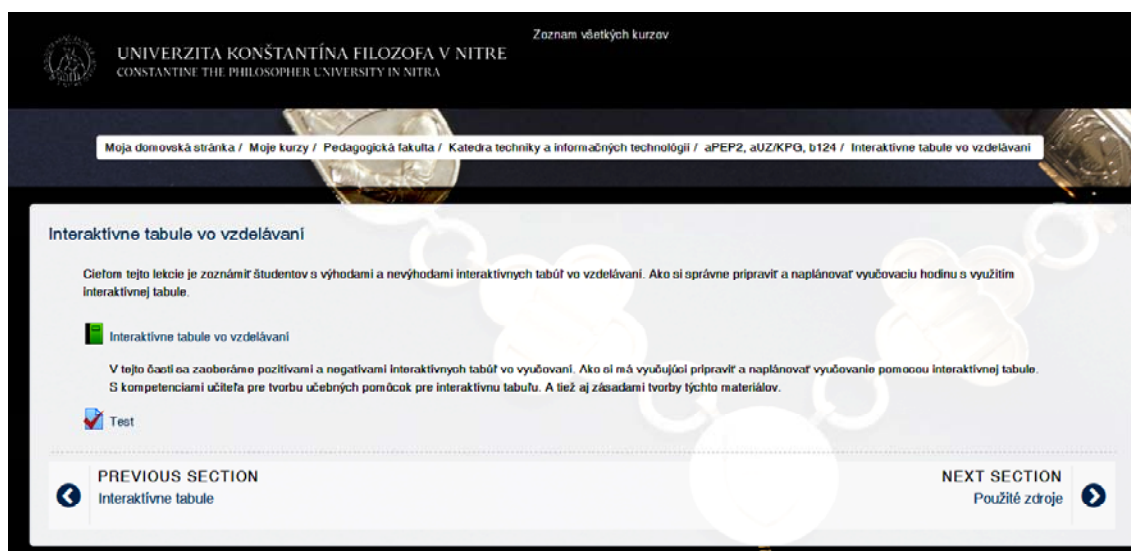 Zoznam všetkých kurzov
UNIVERZITA KONŠTANTÍNA FILOZOFA V NITRE
CONSTANTINE THE PHILOSOPHER UNIVERSITY IN NITRA
Moja domovská stránka / Moje kurzy / Pedagogická fakulta / Katedra techniky a informačných technológií / aPEP2, aUZ/KPG, b124 / Interaktívne tabule vo vzdelávaní
Interaktívne tabule vo vzdelávaní
Cieľom tejto lekcie je zoznámiť študentov s výhodami a nevýhodami interaktívnych tabúľ vo vzdelávaní. Ako si správne pripraviť a naplánovať vyučovaciu hodinu s využitím
interaktívnej tabule.
Interaktívne tabule vo vzdelávaní
V tejto časti sa zaoberáme pozitívami a negatívami interaktívnych tabúľ vo vyučovaní. Ako si má vyučujúci pripraviť a naplánovať vyučovanie pomocou interaktívnej tabule.
S kompetenciami učiteľa pre tvorbu učebných pomôcok pre interaktívnu tabuľu. A tiež aj zásadami tvorby týchto materiálov.
Test
PREVIOUS SECTION
Interaktívne tabule
NEXT SECTION
Použité zdroje